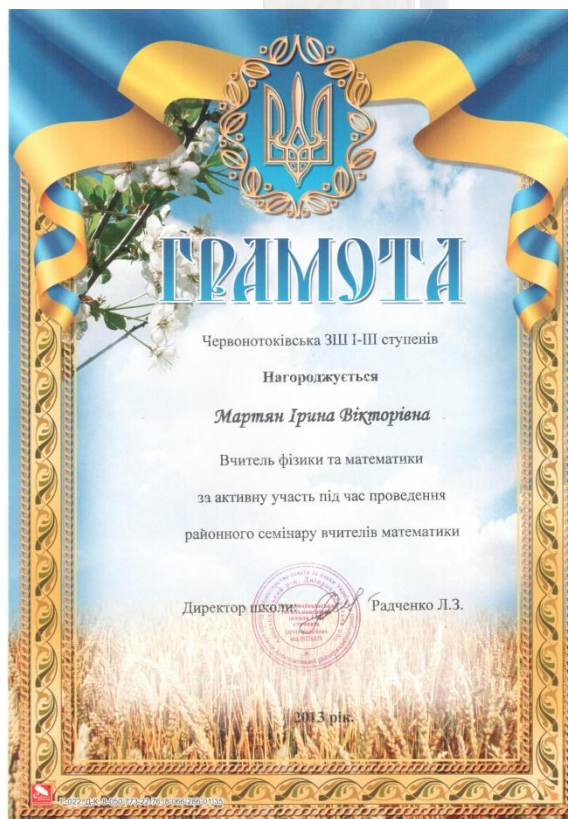 ГРАМОТА
Червонотоківська ЗШ І-ІІІ ступенів
Нагороджується
Мартян Ірина Вікторівна
Вчитель фізики та математики
за активну участь під час проведення
районного семінару вчителів математики
Директор школи: Радченко Л.З.
2013 рік.